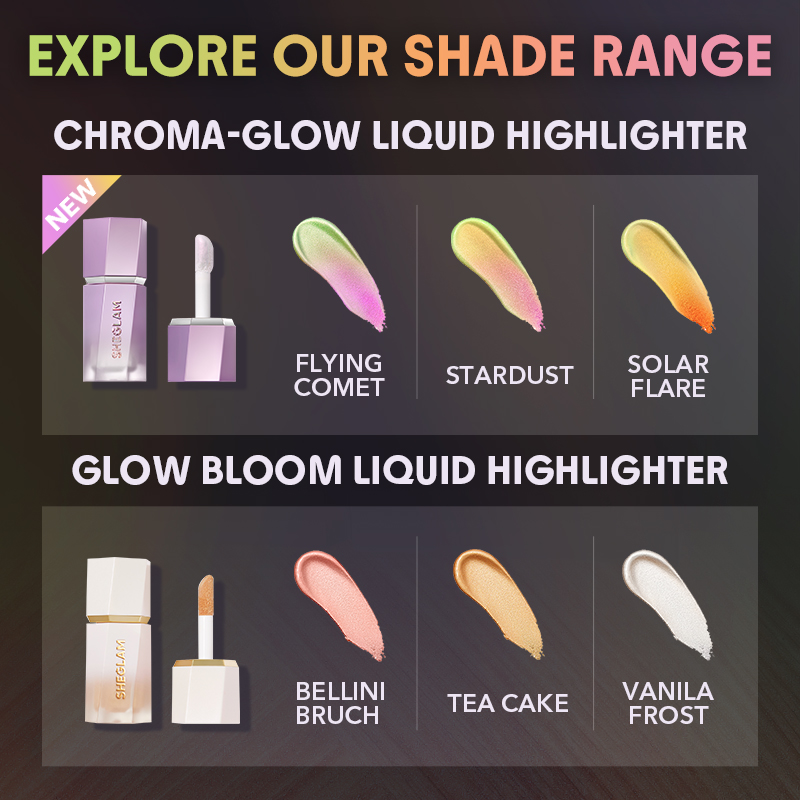 EXPLORE OUR SHADE RANGE
CHROMA-GLOW LIQUID HIGHLIGHTER
NEW
SHEGLAM
FLYING
COMET
STARDUST
SOLAR
FLARE
GLOW BLOOM LIQUID HIGHLIGHTER
SHEGLAM
BELLINI
BRUCH
TEA CAKE
VANILA
FROST